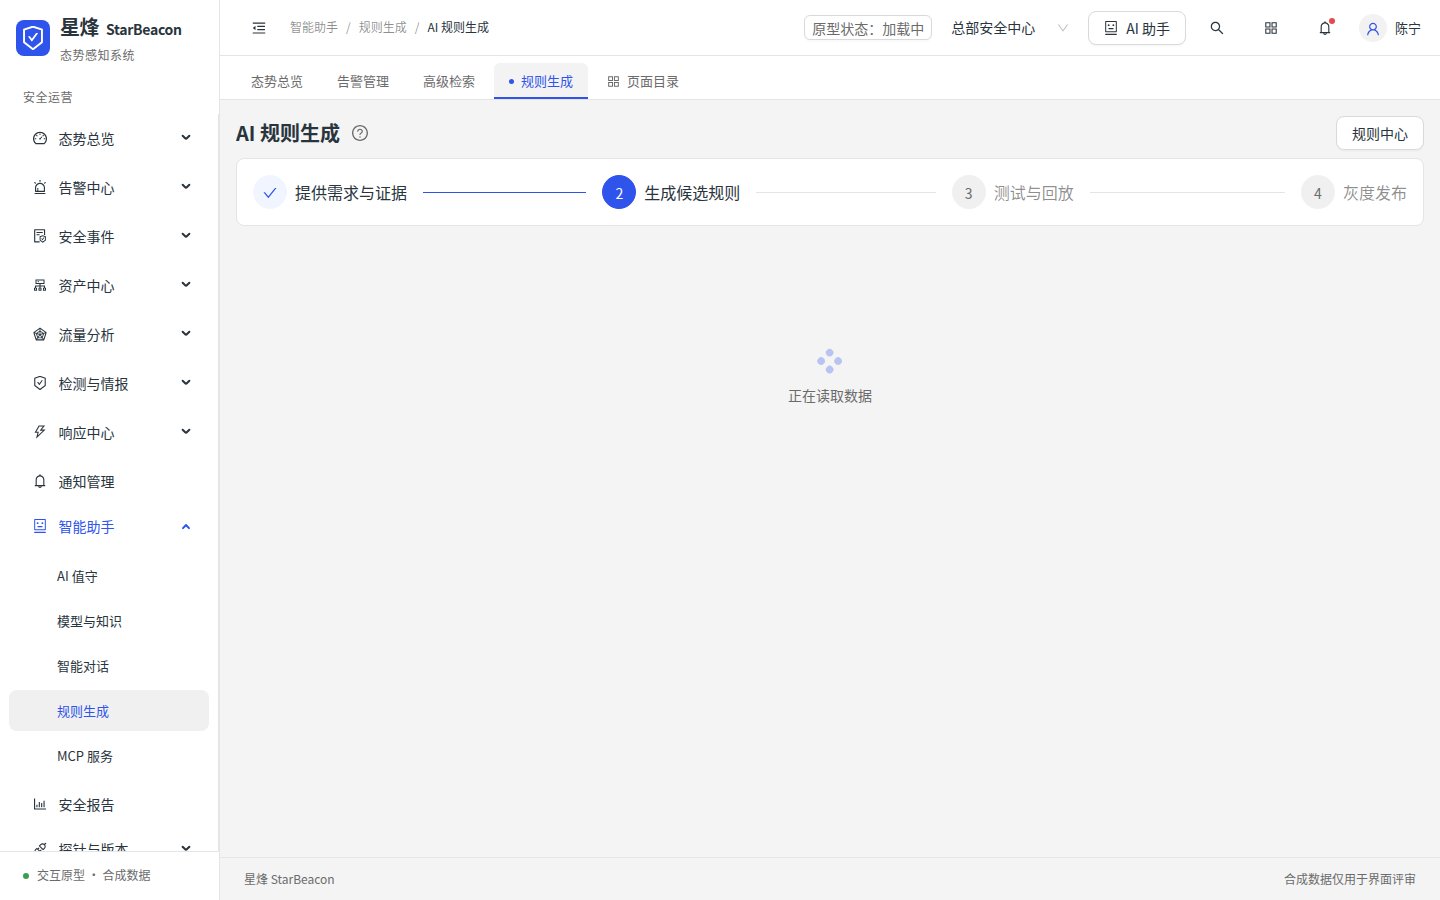 星烽 StarBeacon
态势感知系统
安全运营
态势总览
告警中心
安全事件
资产中心
流量分析
检测与情报
响应中心
通知管理
智能助手
AI 值守
模型与知识
智能对话
规则生成
MCP 服务
安全报告
探针与版本
交互原型 · 合成数据
智能助手 / 规则生成 / AI 规则生成
原型状态：加载中
总部安全中心
AI 助手
陈宁
态势总览
告警管理
高级检索
规则生成
页面目录
AI 规则生成
规则中心
提供需求与证据
2 生成候选规则
3 测试与回放
4 灰度发布
正在读取数据
星烽 StarBeacon
合成数据仅用于界面评审